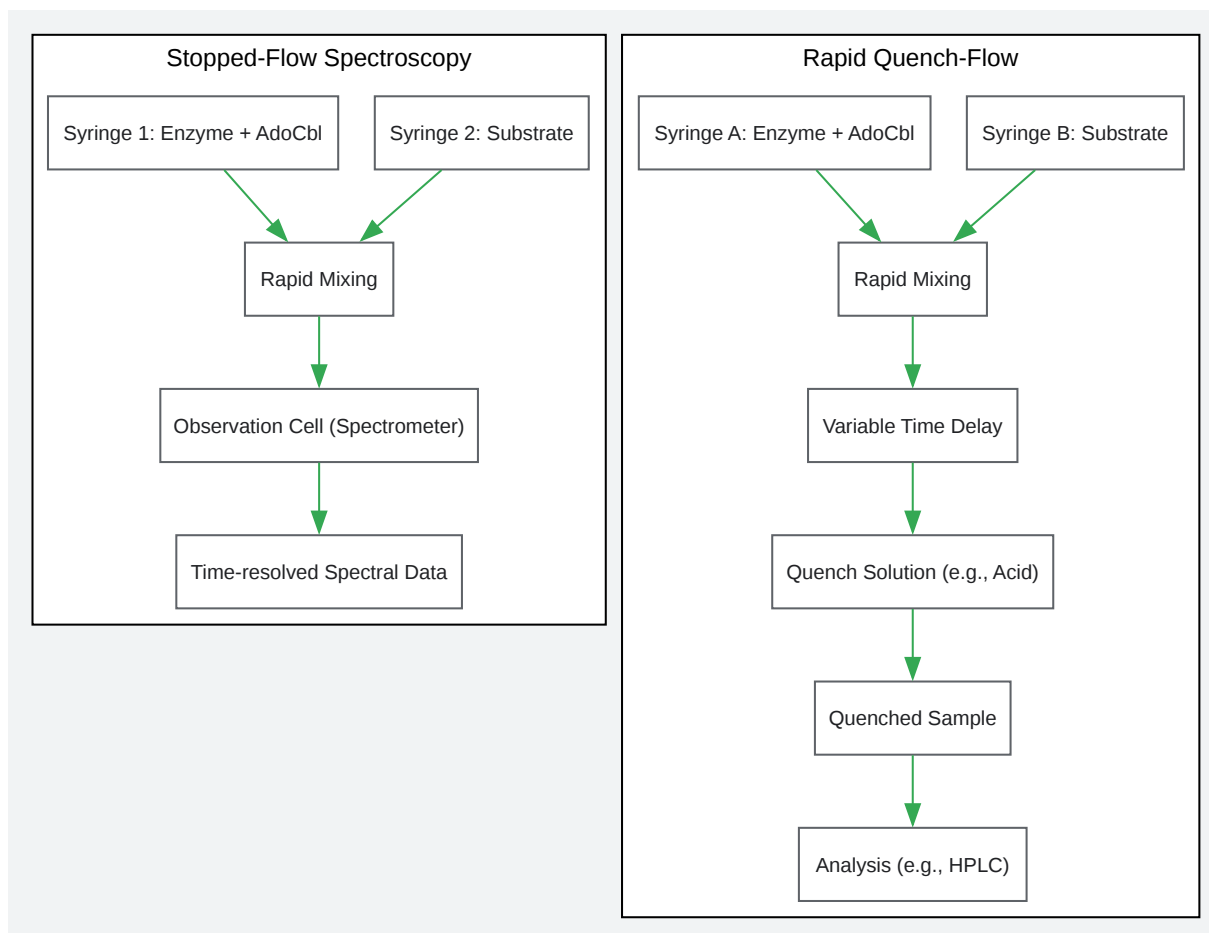 Stopped-Flow Spectroscopy
Syringe 1: Enzyme + AdoCbl
Syringe 2: Substrate
Rapid Mixing
Observation Cell (Spectrometer)
Time-resolved Spectral Data
Rapid Quench-Flow
Syringe A: Enzyme + AdoCbl
Syringe B: Substrate
Rapid Mixing
Variable Time Delay
Quench Solution (e.g., Acid)
Quenched Sample
Analysis (e.g., HPLC)